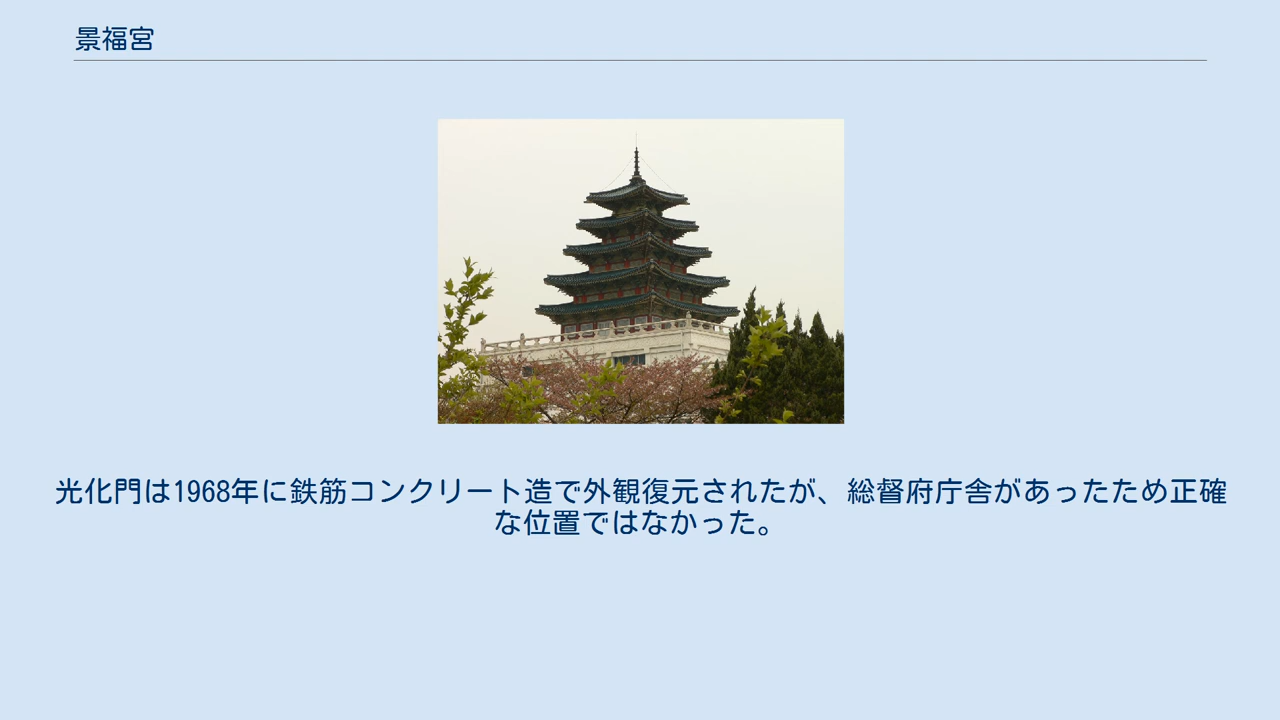 景福宮
光化門は1968年に鉄筋コンクリート造で外観復元されたが、総督府庁舎があったため正確
な位置ではなかった。